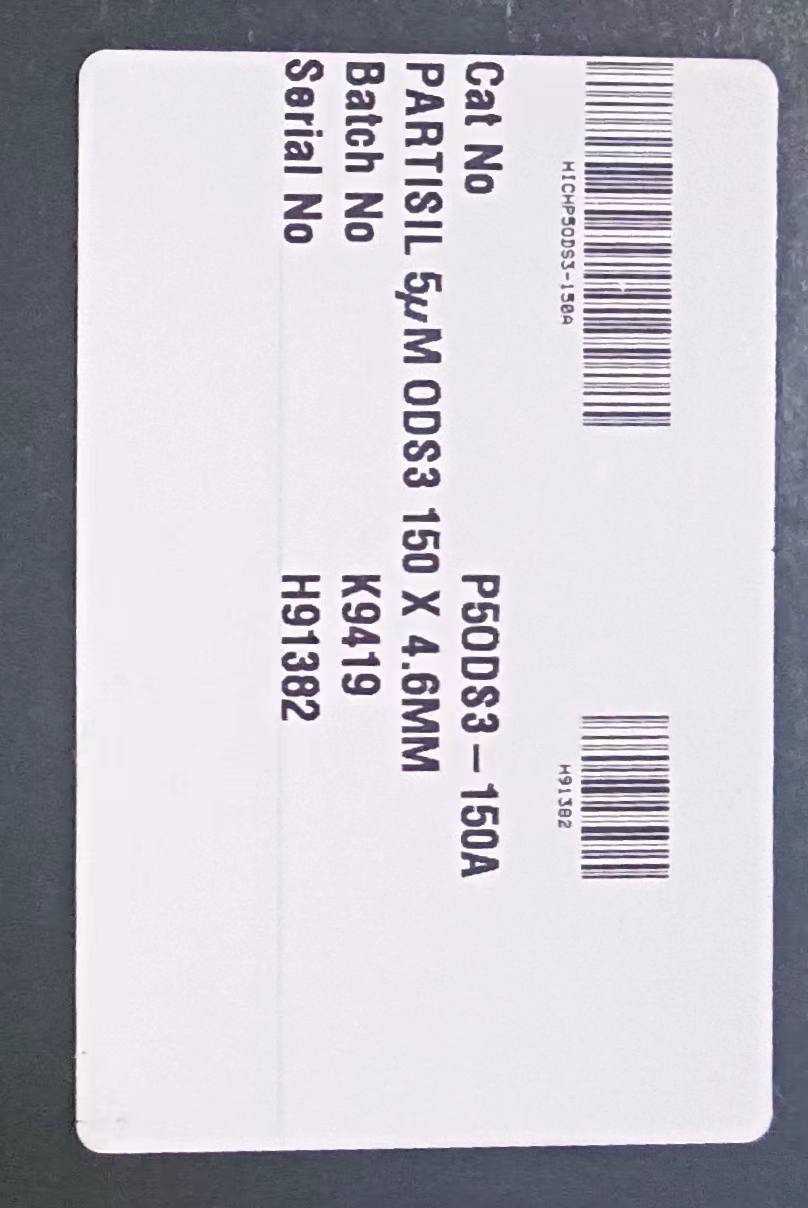 HICHP5ODS3-150A H91382
Cat No P5ODS3-150A
PARTISIL 5μM ODS3 150 X 4.6MM
Batch No K9419
Serial No H91382